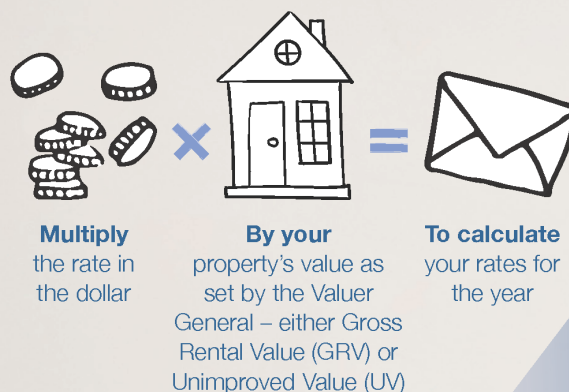 Multiply
the rate in
the dollar
By your
property's value as
set by the Valuer
General – either Gross
Rental Value (GRV) or
Unimproved Value (UV)
To calculate
your rates for
the year